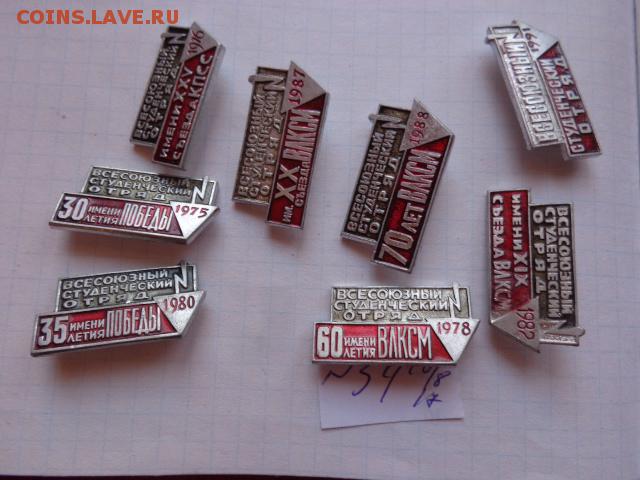 COINS.LAVE.RU
ВСЕСОЮЗНЫЙ
СТУДЕНЧЕСКИЙ
ОТРЯД
ИМЕНИ XXV
СЪЕЗДА КПСС
1976
ВСЕСОЮЗНЫЙ
СТУДЕНЧЕСКИЙ
ОТРЯД
ИМ. XX
СЪЕЗДА
ВЛКСМ
1987
ВСЕСОЮЗНЫЙ
СТУДЕНЧЕСКИЙ
ОТРЯД
70 ЛЕТ ВЛКСМ
1988
СТУДЕНЧЕСКИЙ
ОТРЯД
ВСЕСОЮЗНЫЙ
СТУДЕНЧЕСКИЙ
ОТРЯД
30 ИМЕНИ
ЛЕТИЯ ПОБЕДЫ
1975
ВСЕСОЮЗНЫЙ
СТУДЕНЧЕСКИЙ
ОТРЯД
ИМЕНИ XIX
СЪЕЗДА ВЛКСМ
1982
ВСЕСОЮЗНЫЙ
СТУДЕНЧЕСКИЙ
ОТРЯД
35 ИМЕНИ
ЛЕТИЯ ПОБЕДЫ
1980
ВСЕСОЮЗНЫЙ
СТУДЕНЧЕСКИЙ
ОТРЯД
60 ИМЕНИ
ЛЕТИЯ ВЛКСМ
1978